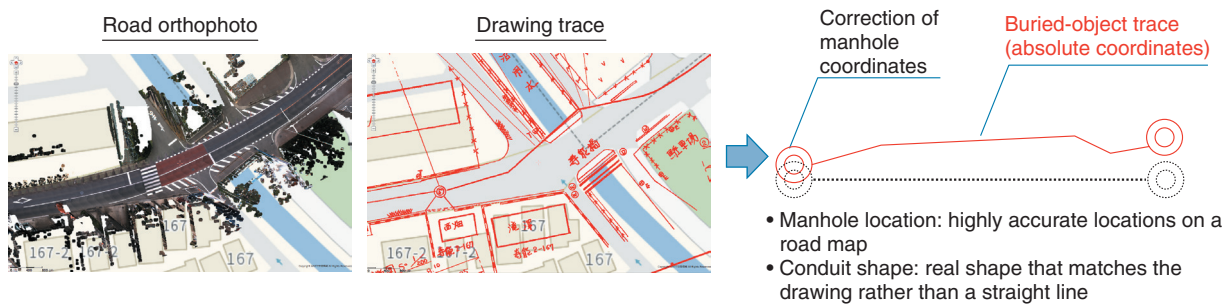 Road orthophoto
167
167-2
167-2
167
Drawing trace
167
167-2
167-2
167
Correction of
manhole
coordinates
Buried-object trace
(absolute coordinates)
• Manhole location: highly accurate locations on a
road map
• Conduit shape: real shape that matches the
drawing rather than a straight line